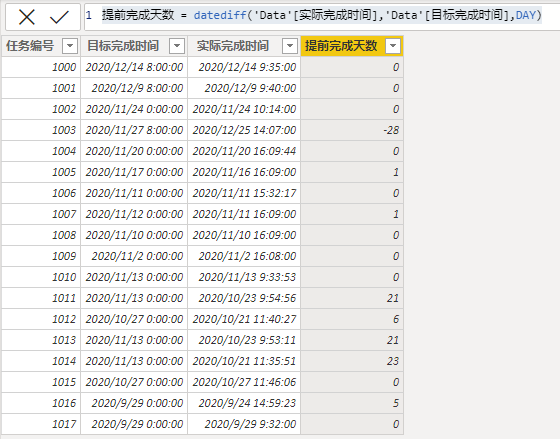 1 提前完成天数 = datediff('Data'[实际完成时间],'Data'[目标完成时间],DAY)
任务编号 目标完成时间 实际完成时间 提前完成天数
1000 2020/12/14 8:00:00 2020/12/14 9:35:00 0
1001 2020/12/9 8:00:00 2020/12/9 9:40:00 0
1002 2020/11/24 0:00:00 2020/11/24 10:14:00 0
1003 2020/11/27 8:00:00 2020/12/25 14:07:00 -28
1004 2020/11/20 0:00:00 2020/11/20 16:09:44 0
1005 2020/11/17 0:00:00 2020/11/16 16:09:00 1
1006 2020/11/11 0:00:00 2020/11/11 15:32:17 0
1007 2020/11/12 0:00:00 2020/11/11 16:09:00 1
1008 2020/11/10 0:00:00 2020/11/10 16:09:00 0
1009 2020/11/2 0:00:00 2020/11/2 16:08:00 0
1010 2020/11/13 0:00:00 2020/11/13 9:33:53 0
1011 2020/11/13 0:00:00 2020/10/23 9:54:56 21
1012 2020/10/27 0:00:00 2020/10/21 11:40:27 6
1013 2020/11/13 0:00:00 2020/10/23 9:53:11 21
1014 2020/11/13 0:00:00 2020/10/21 11:35:51 23
1015 2020/10/27 0:00:00 2020/10/27 11:46:06 0
1016 2020/9/29 0:00:00 2020/9/24 14:59:23 5
1017 2020/9/29 0:00:00 2020/9/29 9:32:00 0